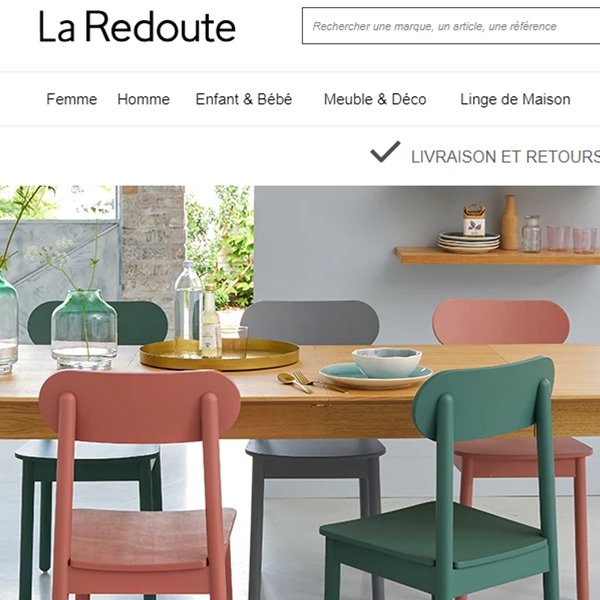 La Redoute
Rechercher une marque, un article, une référence
Femme Homme Enfant & Bébé Meuble & Déco Linge de Maison
LIVRAISON ET RETOURS